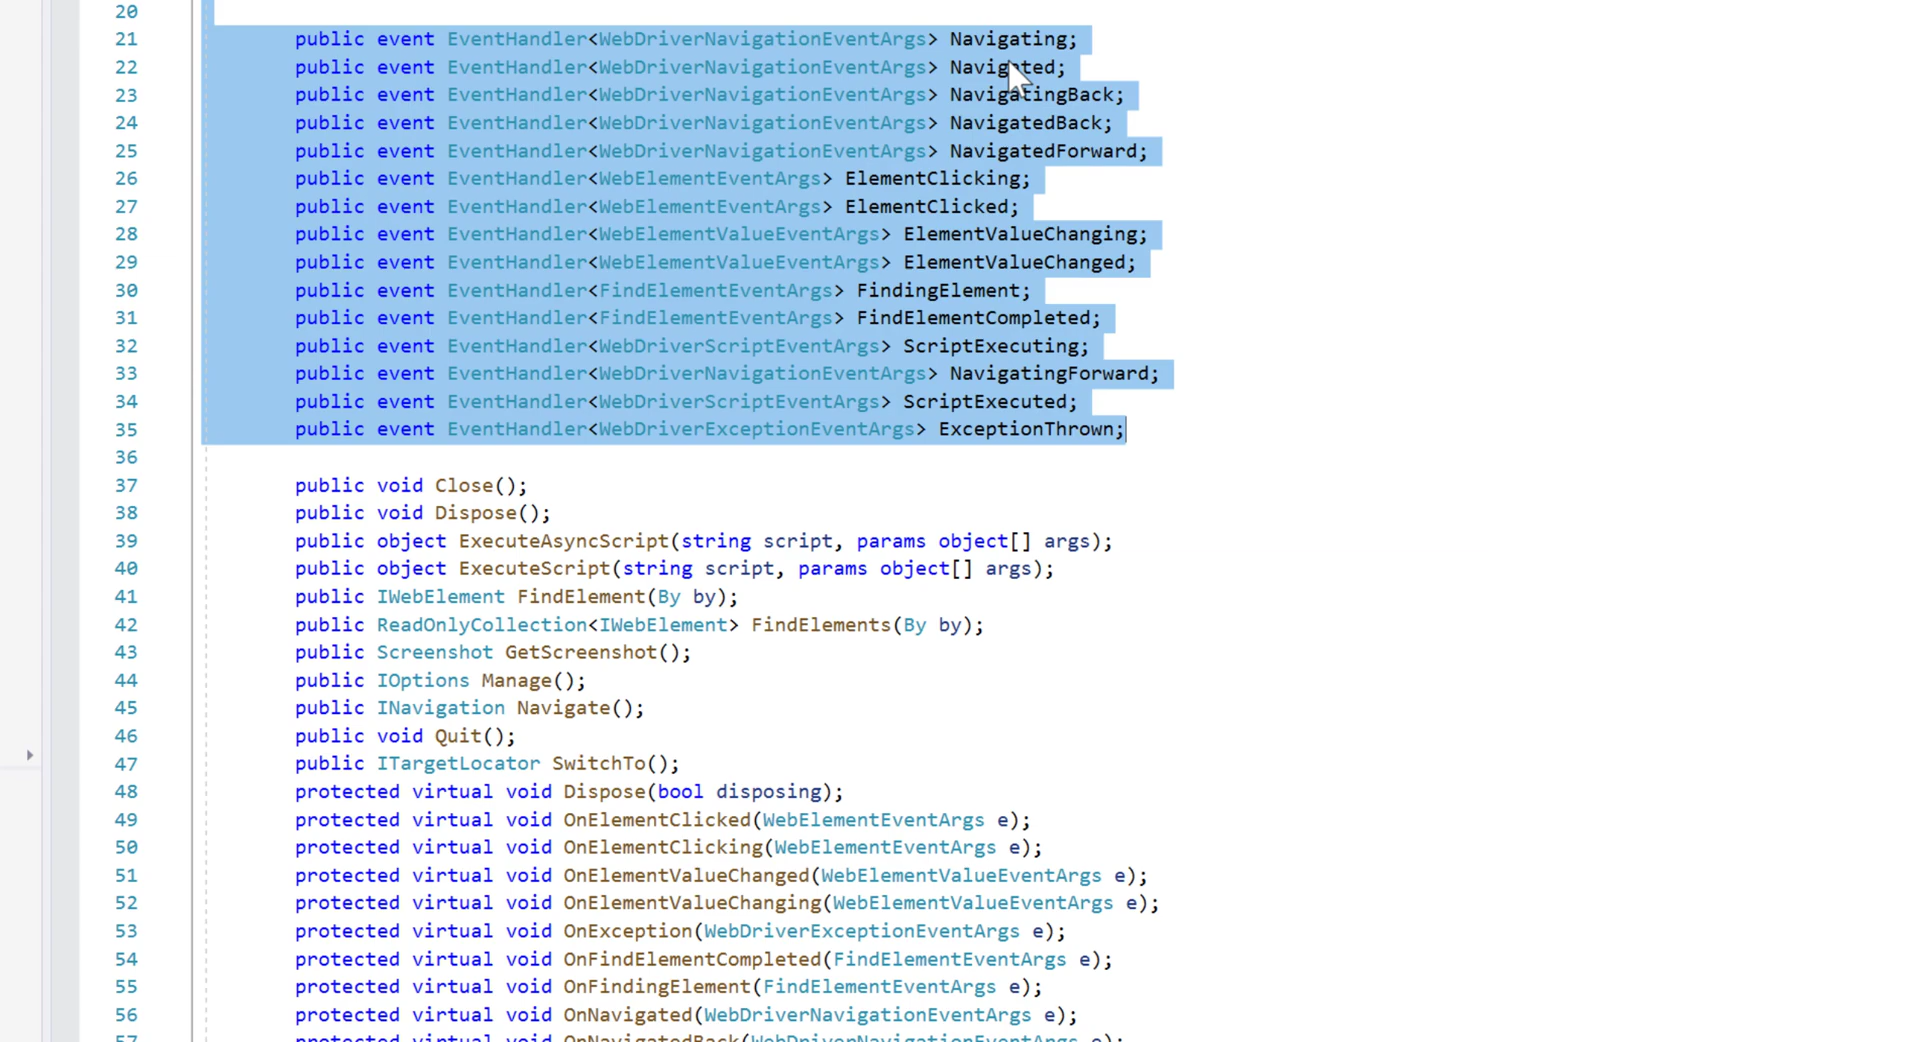 20
21 public event EventHandler<WebDriverNavigationEventArgs> Navigating;
22 public event EventHandler<WebDriverNavigationEventArgs> Navigated;
23 public event EventHandler<WebDriverNavigationEventArgs> NavigatingBack;
24 public event EventHandler<WebDriverNavigationEventArgs> NavigatedBack;
25 public event EventHandler<WebDriverNavigationEventArgs> NavigatedForward;
26 public event EventHandler<WebElementEventArgs> ElementClicking;
27 public event EventHandler<WebElementEventArgs> ElementClicked;
28 public event EventHandler<WebElementValueEventArgs> ElementValueChanging;
29 public event EventHandler<WebElementValueEventArgs> ElementValueChanged;
30 public event EventHandler<FindElementEventArgs> FindingElement;
31 public event EventHandler<FindElementEventArgs> FindElementCompleted;
32 public event EventHandler<WebDriverScriptEventArgs> ScriptExecuting;
33 public event EventHandler<WebDriverNavigationEventArgs> NavigatingForward;
34 public event EventHandler<WebDriverScriptEventArgs> ScriptExecuted;
35 public event EventHandler<WebDriverExceptionEventArgs> ExceptionThrown;
36
37 public void Close();
38 public void Dispose();
39 public object ExecuteAsyncScript(string script, params object[] args);
40 public object ExecuteScript(string script, params object[] args);
41 public IWebElement FindElement(By by);
42 public ReadOnlyCollection<IWebElement> FindElements(By by);
43 public Screenshot GetScreenshot();
44 public IOptions Manage();
45 public INavigation Navigate();
46 public void Quit();
47 public ITargetLocator SwitchTo();
48 protected virtual void Dispose(bool disposing);
49 protected virtual void OnElementClicked(WebElementEventArgs e);
50 protected virtual void OnElementClicking(WebElementEventArgs e);
51 protected virtual void OnElementValueChanged(WebElementValueEventArgs e);
52 protected virtual void OnElementValueChanging(WebElementValueEventArgs e);
53 protected virtual void OnException(WebDriverExceptionEventArgs e);
54 protected virtual void OnFindElementCompleted(FindElementEventArgs e);
55 protected virtual void OnFindingElement(FindElementEventArgs e);
56 protected virtual void OnNavigated(WebDriverNavigationEventArgs e);
57 protected virtual void OnNavigatedBack(WebDriverNavigationEventArgs e);